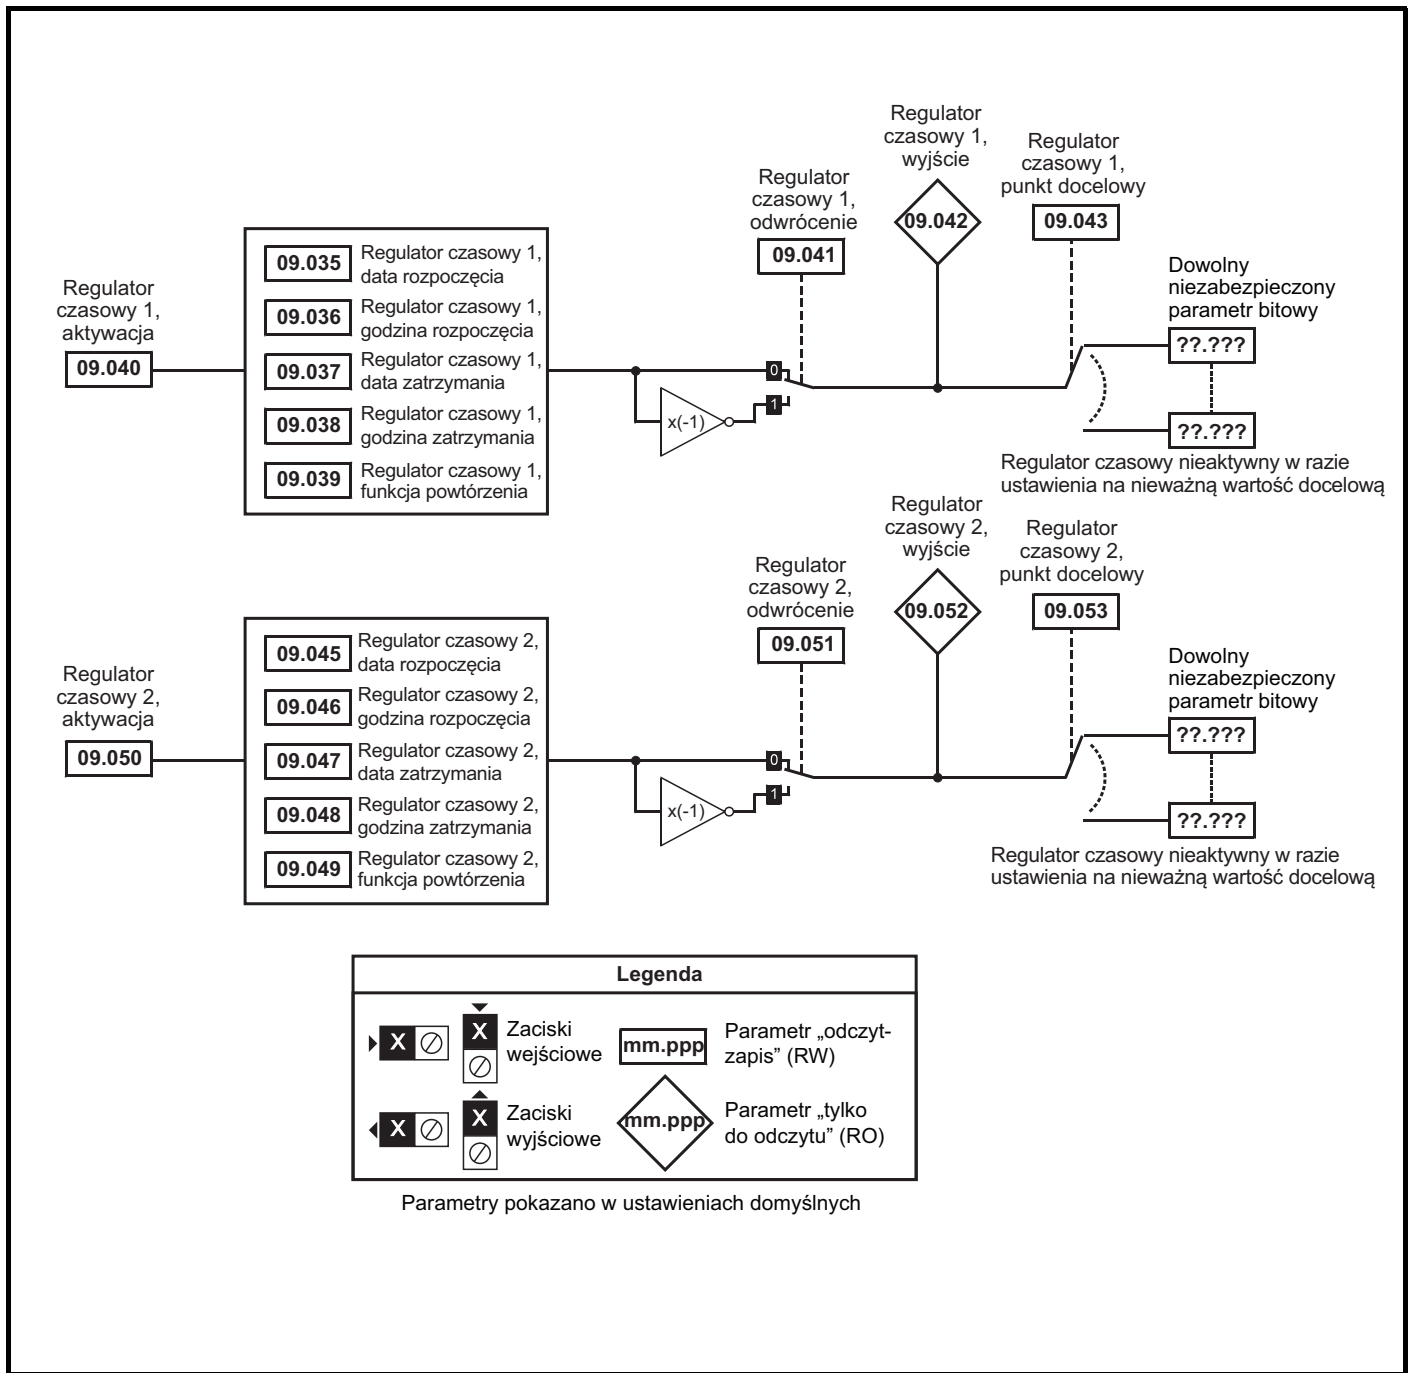 Regulator
czasowy 1,
wyjście
09.042
Regulator
czasowy 1,
punkt docelowy
09.043
Regulator
czasowy 1,
odwrócenie
09.041
Regulator
czasowy 1,
aktywacja
09.040
09.035
Regulator czasowy 1,
data rozpoczęcia
09.036
Regulator czasowy 1,
godzina rozpoczęcia
09.037
Regulator czasowy 1,
data zatrzymania
09.038
Regulator czasowy 1,
godzina zatrzymania
09.039
Regulator czasowy 1,
funkcja powtórzenia
x(-1)
0
1
Dowolny
niezabezpieczony
parametr bitowy
??.???
??.???
Regulator czasowy nieaktywny w razie
ustawienia na nieważną wartość docelową
Regulator
czasowy 2,
wyjście
09.052
Regulator
czasowy 2,
punkt docelowy
09.053
Regulator
czasowy 2,
odwrócenie
09.051
Regulator
czasowy 2,
aktywacja
09.050
09.045
Regulator czasowy 2,
data rozpoczęcia
09.046
Regulator czasowy 2,
godzina rozpoczęcia
09.047
Regulator czasowy 2,
data zatrzymania
09.048
Regulator czasowy 2,
godzina zatrzymania
09.049
Regulator czasowy 2,
funkcja powtórzenia
x(-1)
0
1
Dowolny
niezabezpieczony
parametr bitowy
??.???
??.???
Regulator czasowy nieaktywny w razie
ustawienia na nieważną wartość docelową
Legenda
X
X
Zaciski
wejściowe
mm.ppp
Parametr „odczyt-
zapis” (RW)
X
X
Zaciski
wyjściowe
mm.ppp
Parametr „tylko
do odczytu” (RO)
Parametry pokazano w ustawieniach domyślnych